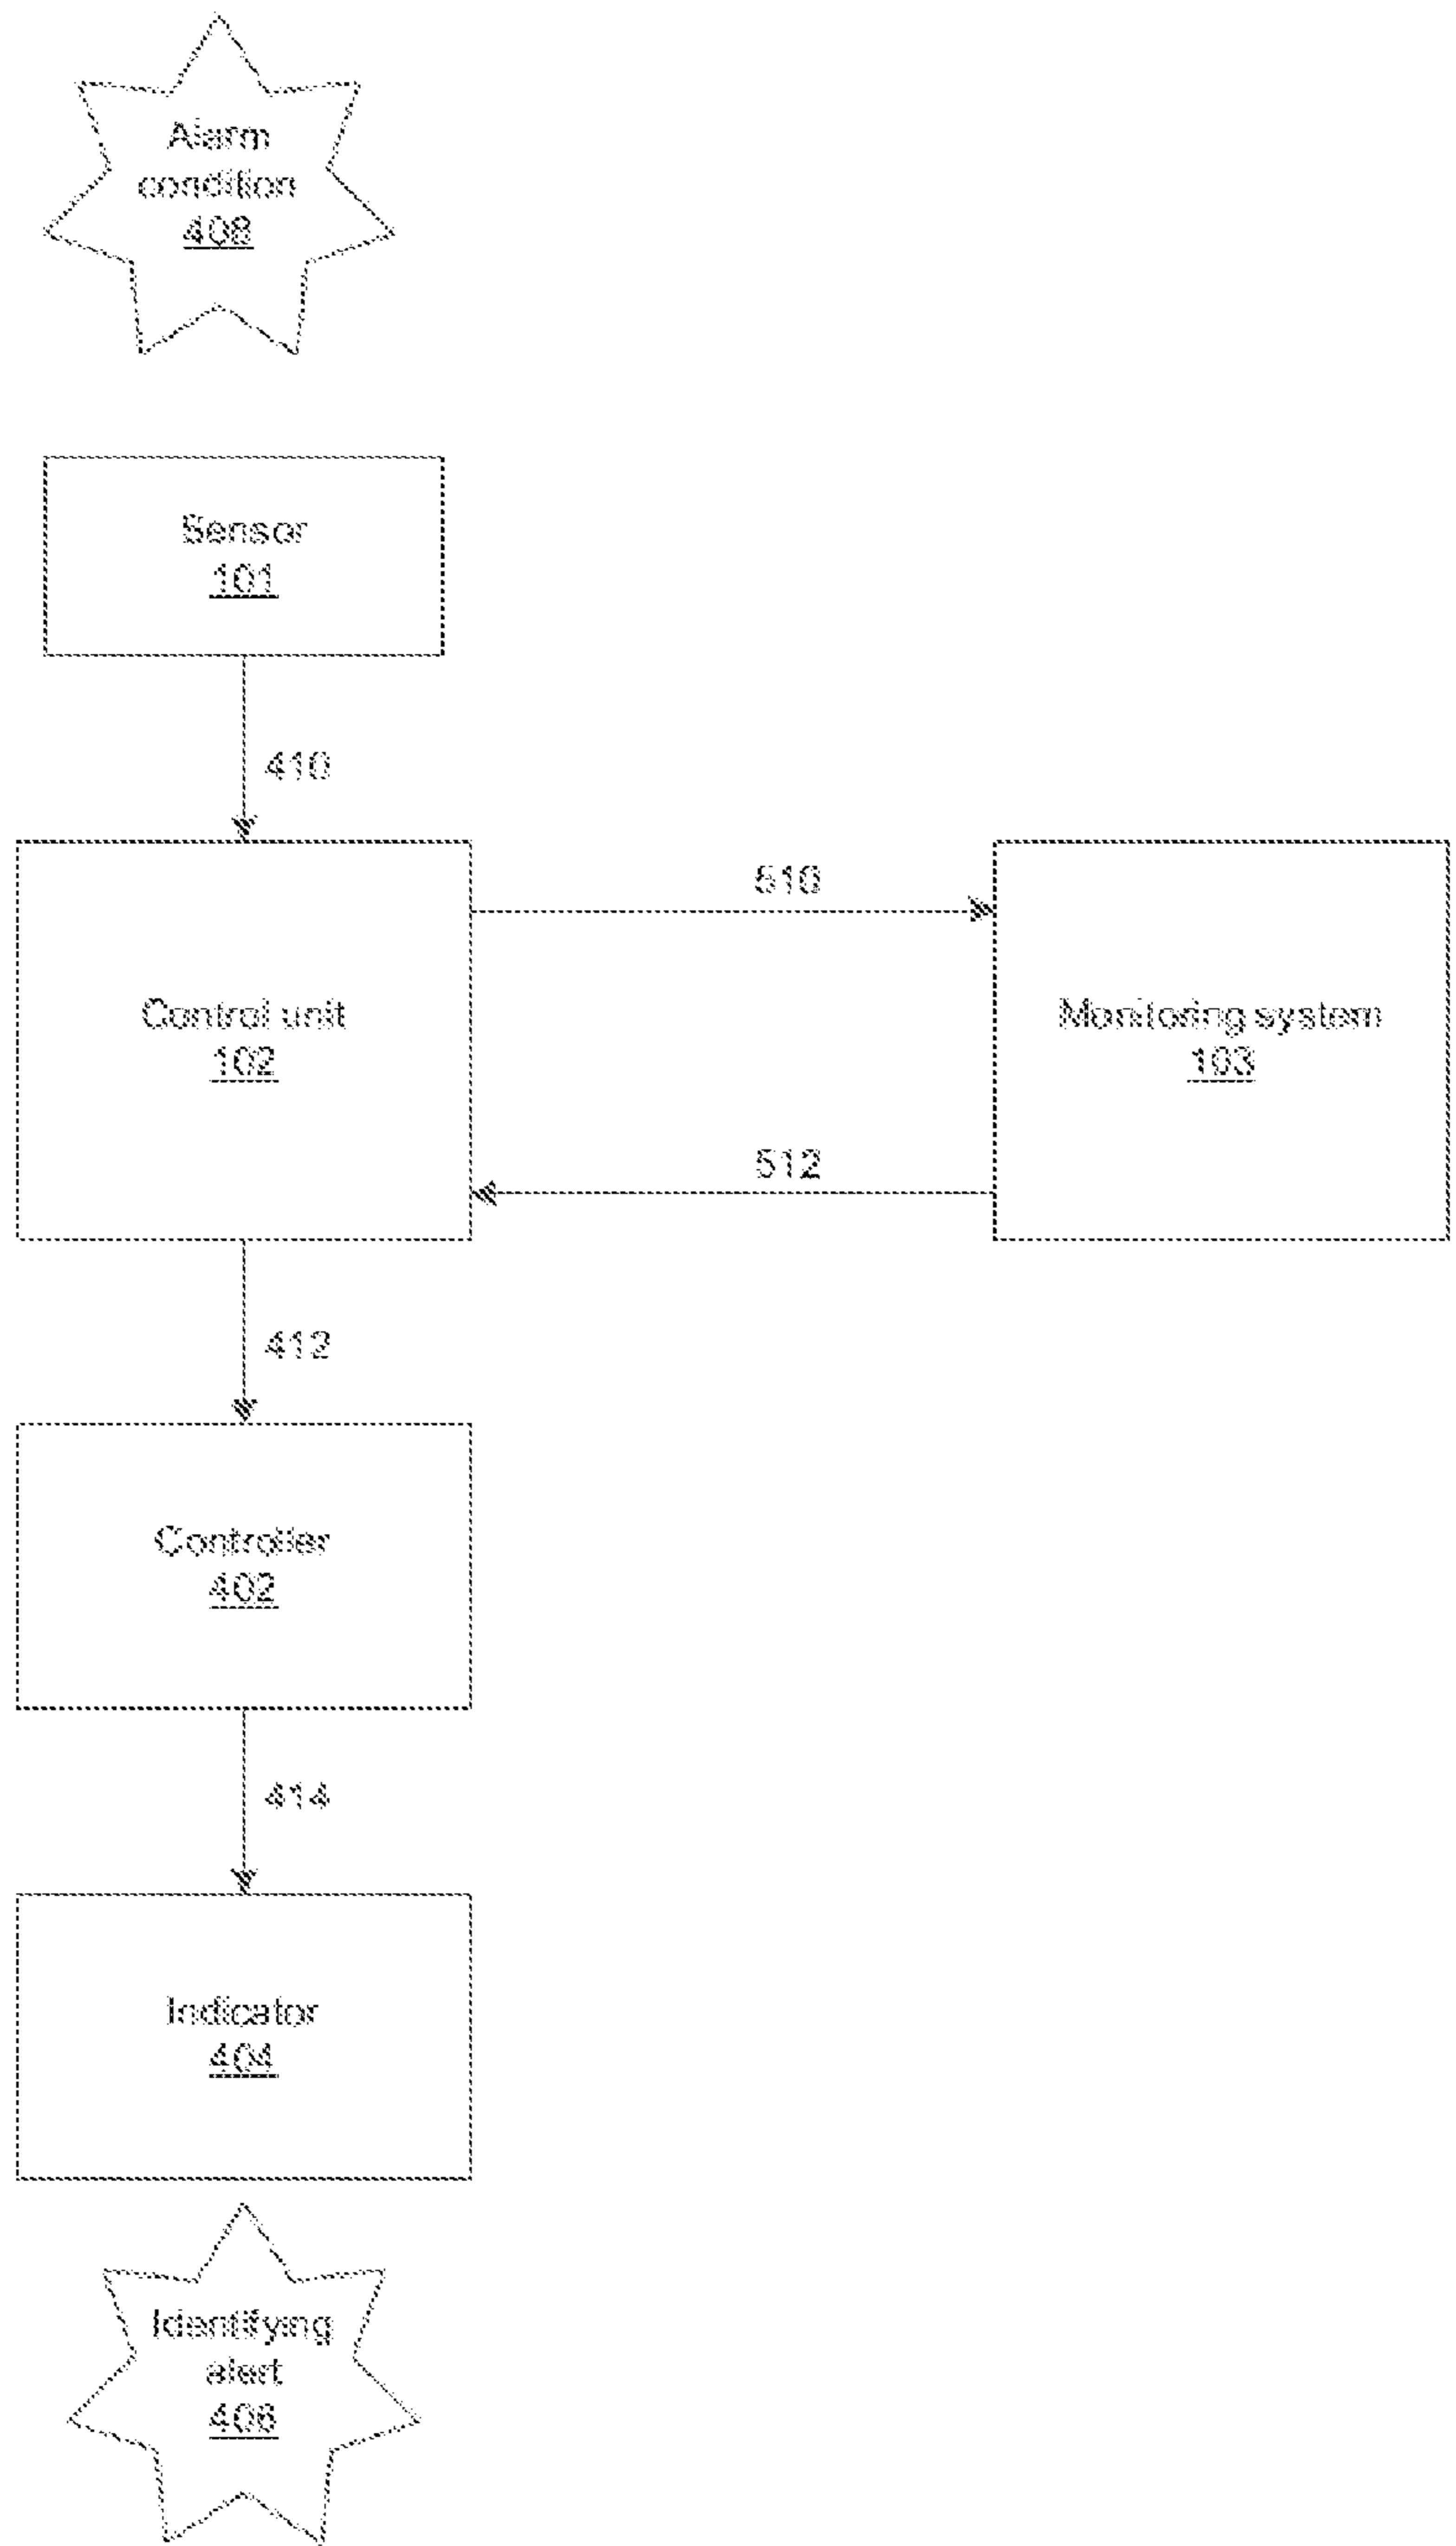 Alarm
condition
408
Sensor
101
410
Control unit
102
510
Monitoring system
103
512
412
Controller
402
414
Indicator
404
Identifying
alert
406